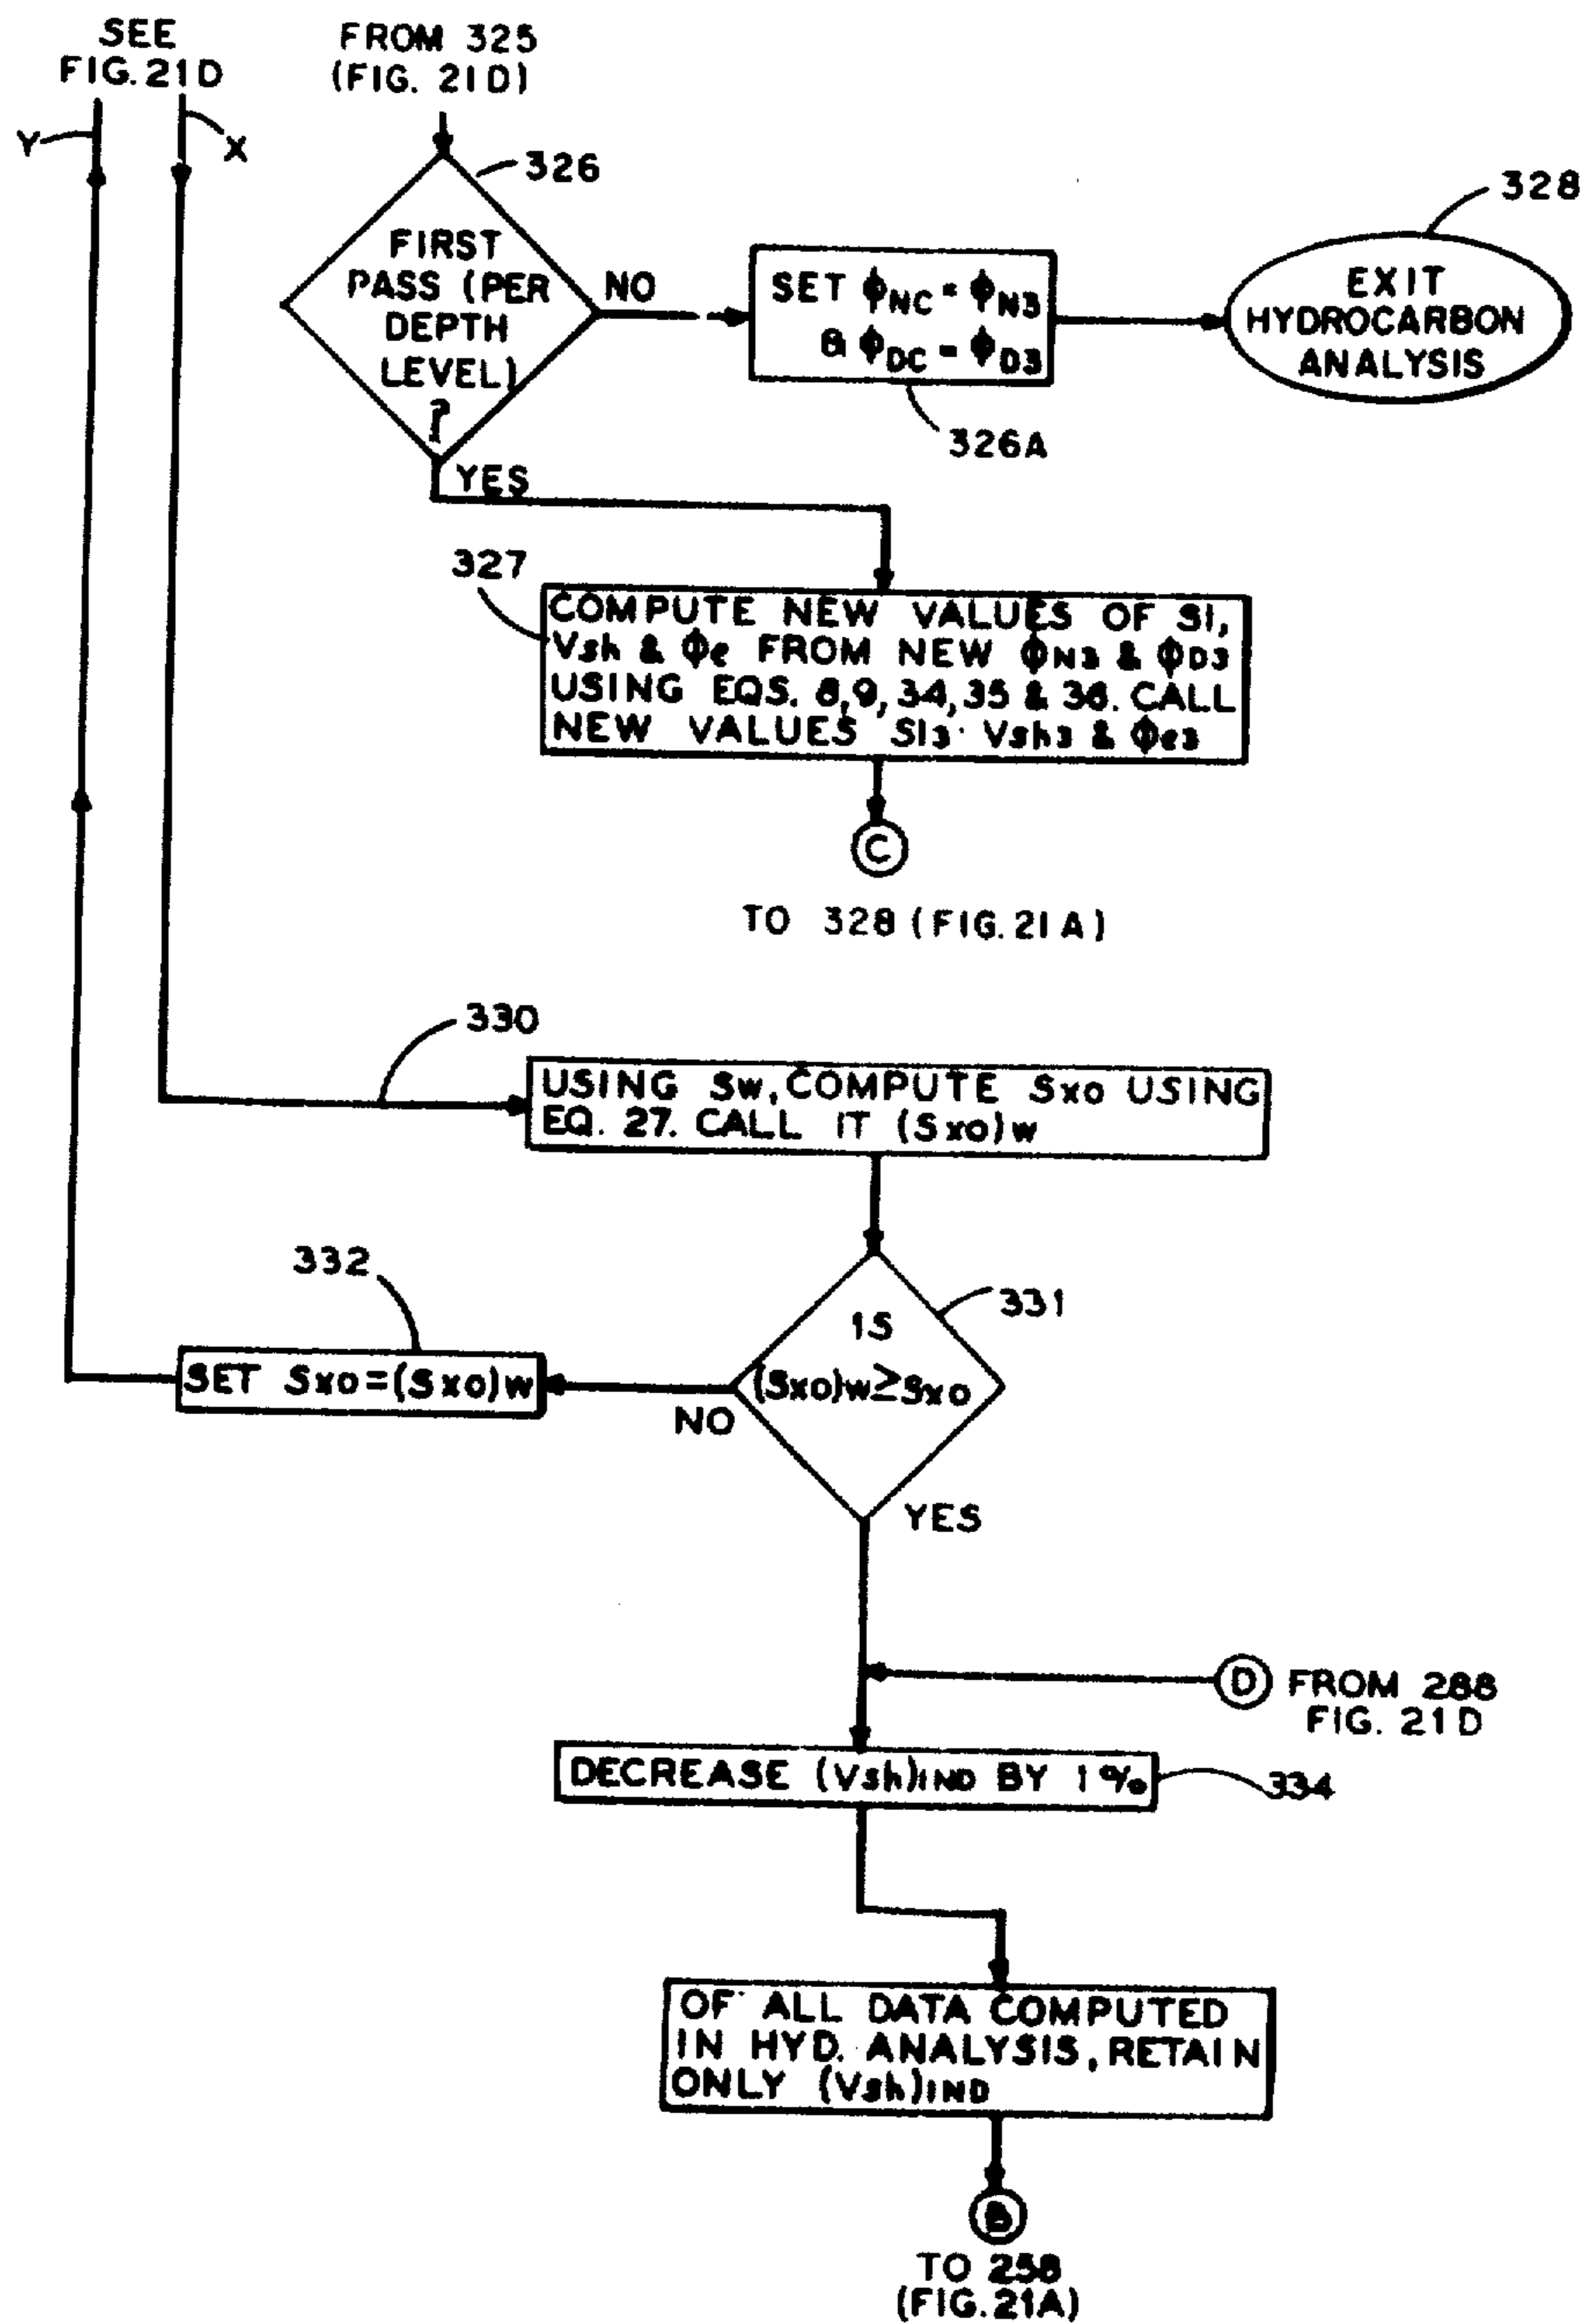 SEE
FIG. 21D
Y
X
FROM 325
(FIG. 21D)
326
FIRST
PASS (PER
DEPTH
LEVEL)
?
NO
YES
SET ϕNC = ϕN3
& ϕDC = ϕD3
326A
328
EXIT
HYDROCARBON
ANALYSIS
327
COMPUTE NEW VALUES OF SI,
Vsh & ϕe FROM NEW ϕN3 & ϕD3
USING EQS. 8,9,34,35 & 36. CALL
NEW VALUES SI3, Vsh3 & ϕe3
C
TO 328 (FIG. 21A)
330
USING Sw, COMPUTE Sxo USING
EQ. 27. CALL IT (Sxo)w
331
IS
(Sxo)w≥Sxo
NO
YES
332
SET Sxo=(Sxo)w
D FROM 288
FIG. 21D
DECREASE (Vsh)IND BY 1%
334
OF ALL DATA COMPUTED
IN HYD. ANALYSIS, RETAIN
ONLY (Vsh)IND
B
TO 258
(FIG. 21A)